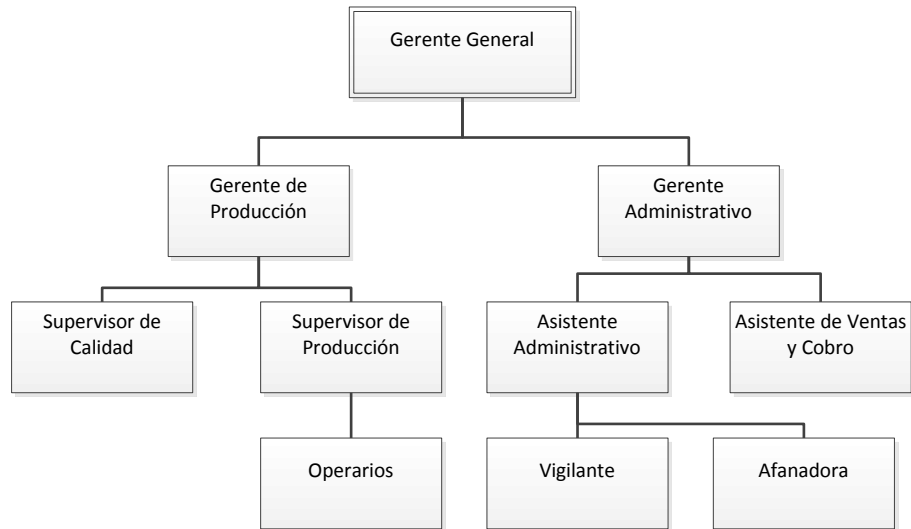 Gerente General
Gerente de
Producción
Gerente
Administrativo
Supervisor de
Calidad
Supervisor de
Producción
Asistente
Administrativo
Asistente de Ventas
y Cobro
Operarios
Vigilante
Afanadora